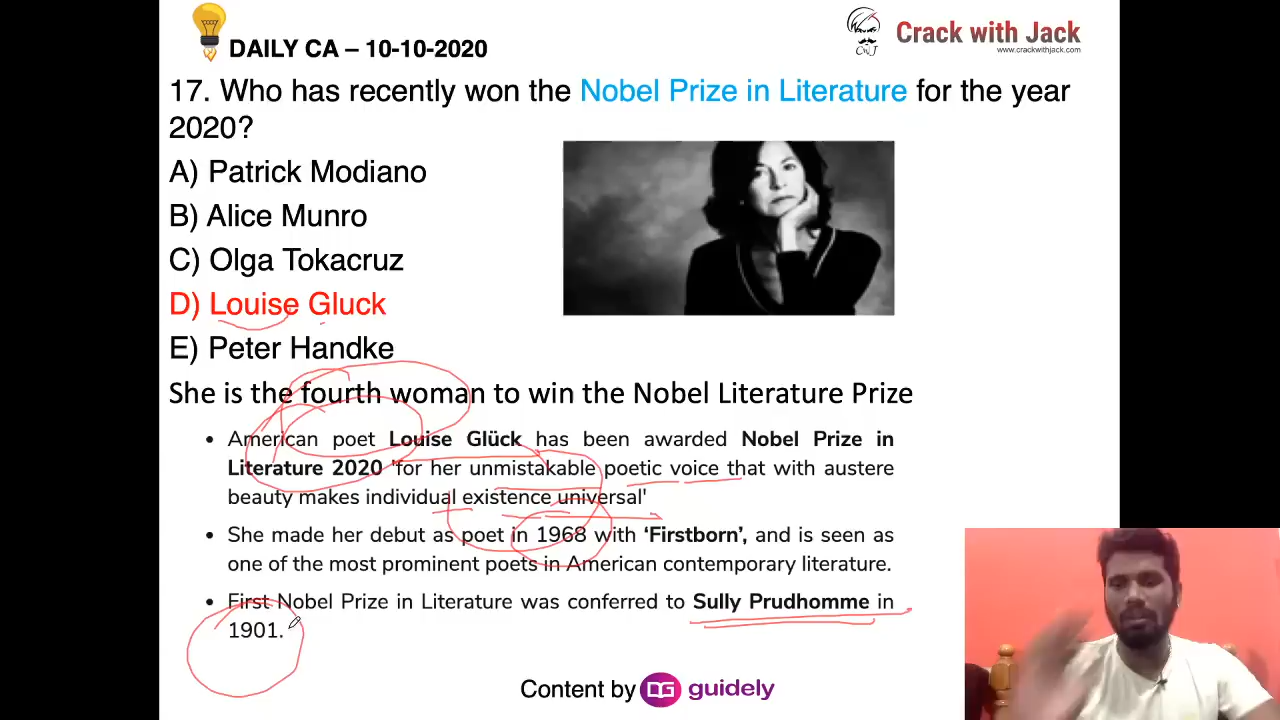 DAILY CA – 10-10-2020
Crack with Jack
CwJ
www.crackwithjack.com
17. Who has recently won the Nobel Prize in Literature for the year
2020?
A) Patrick Modiano
B) Alice Munro
C) Olga Tokacruz
D) Louise Gluck
E) Peter Handke
She is the fourth woman to win the Nobel Literature Prize
• American poet Louise Glück has been awarded Nobel Prize in
Literature 2020 'for her unmistakable poetic voice that with austere
beauty makes individual existence universal'
• She made her debut as poet in 1968 with ‘Firstborn’, and is seen as
one of the most prominent poets in American contemporary literature.
• First Nobel Prize in Literature was conferred to Sully Prudhomme in
1901.
Content by guidely